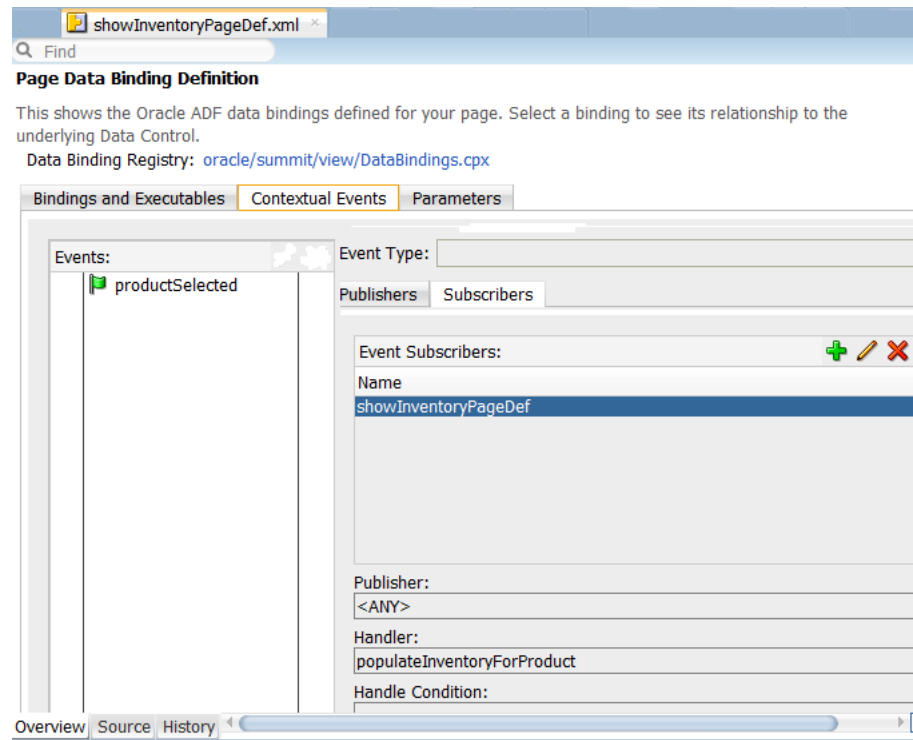 showInventoryPageDef.xml ×
Find
Page Data Binding Definition
This shows the Oracle ADF data bindings defined for your page. Select a binding to see its relationship to the
underlying Data Control.
Data Binding Registry: oracle/summit/view/DataBindings.cpx
Bindings and Executables Contextual Events Parameters
Events:
Event Type:
productSelected
Publishers Subscribers
Event Subscribers:
Name
showInventoryPageDef
Publisher:
<ANY>
Handler:
populateInventoryForProduct
Handle Condition:
Overview Source History